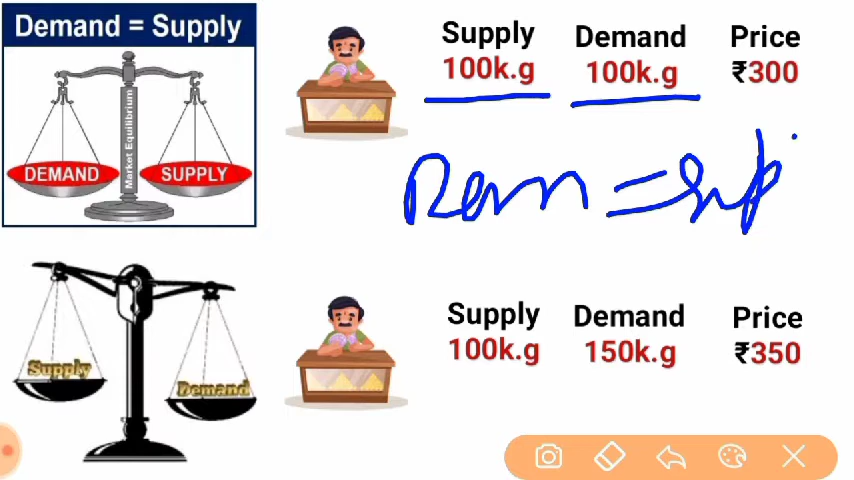 Demand = Supply
Market Equilibrium
DEMAND
SUPPLY
Supply Demand Price
100k.g 100k.g ₹300
Dem = Sup
Supply
Demand
Supply Demand Price
100k.g 150k.g ₹350